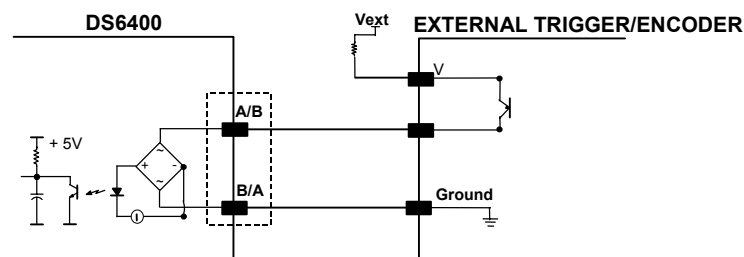 DS6400
Vext
EXTERNAL TRIGGER/ENCODER
V
A/B
+ 5V
+
~
-
~
I
B/A
Ground